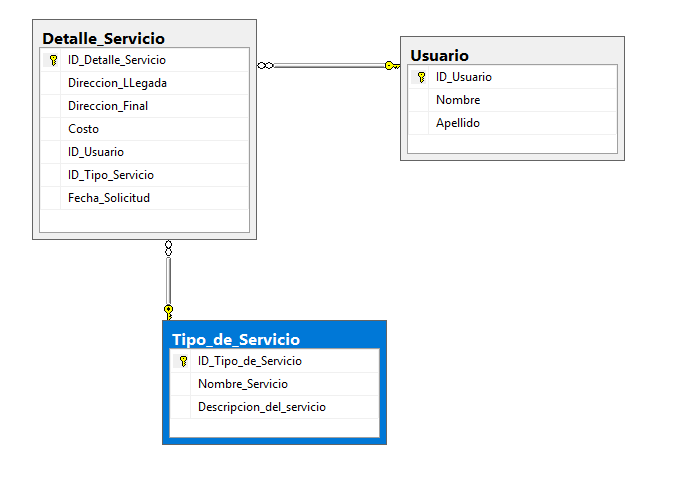 Detalle_Servicio
ID_Detalle_Servicio
Direccion_LLegada
Direccion_Final
Costo
ID_Usuario
ID_Tipo_Servicio
Fecha_Solicitud
Usuario
ID_Usuario
Nombre
Apellido
Tipo_de_Servicio
ID_Tipo_de_Servicio
Nombre_Servicio
Descripcion_del_servicio